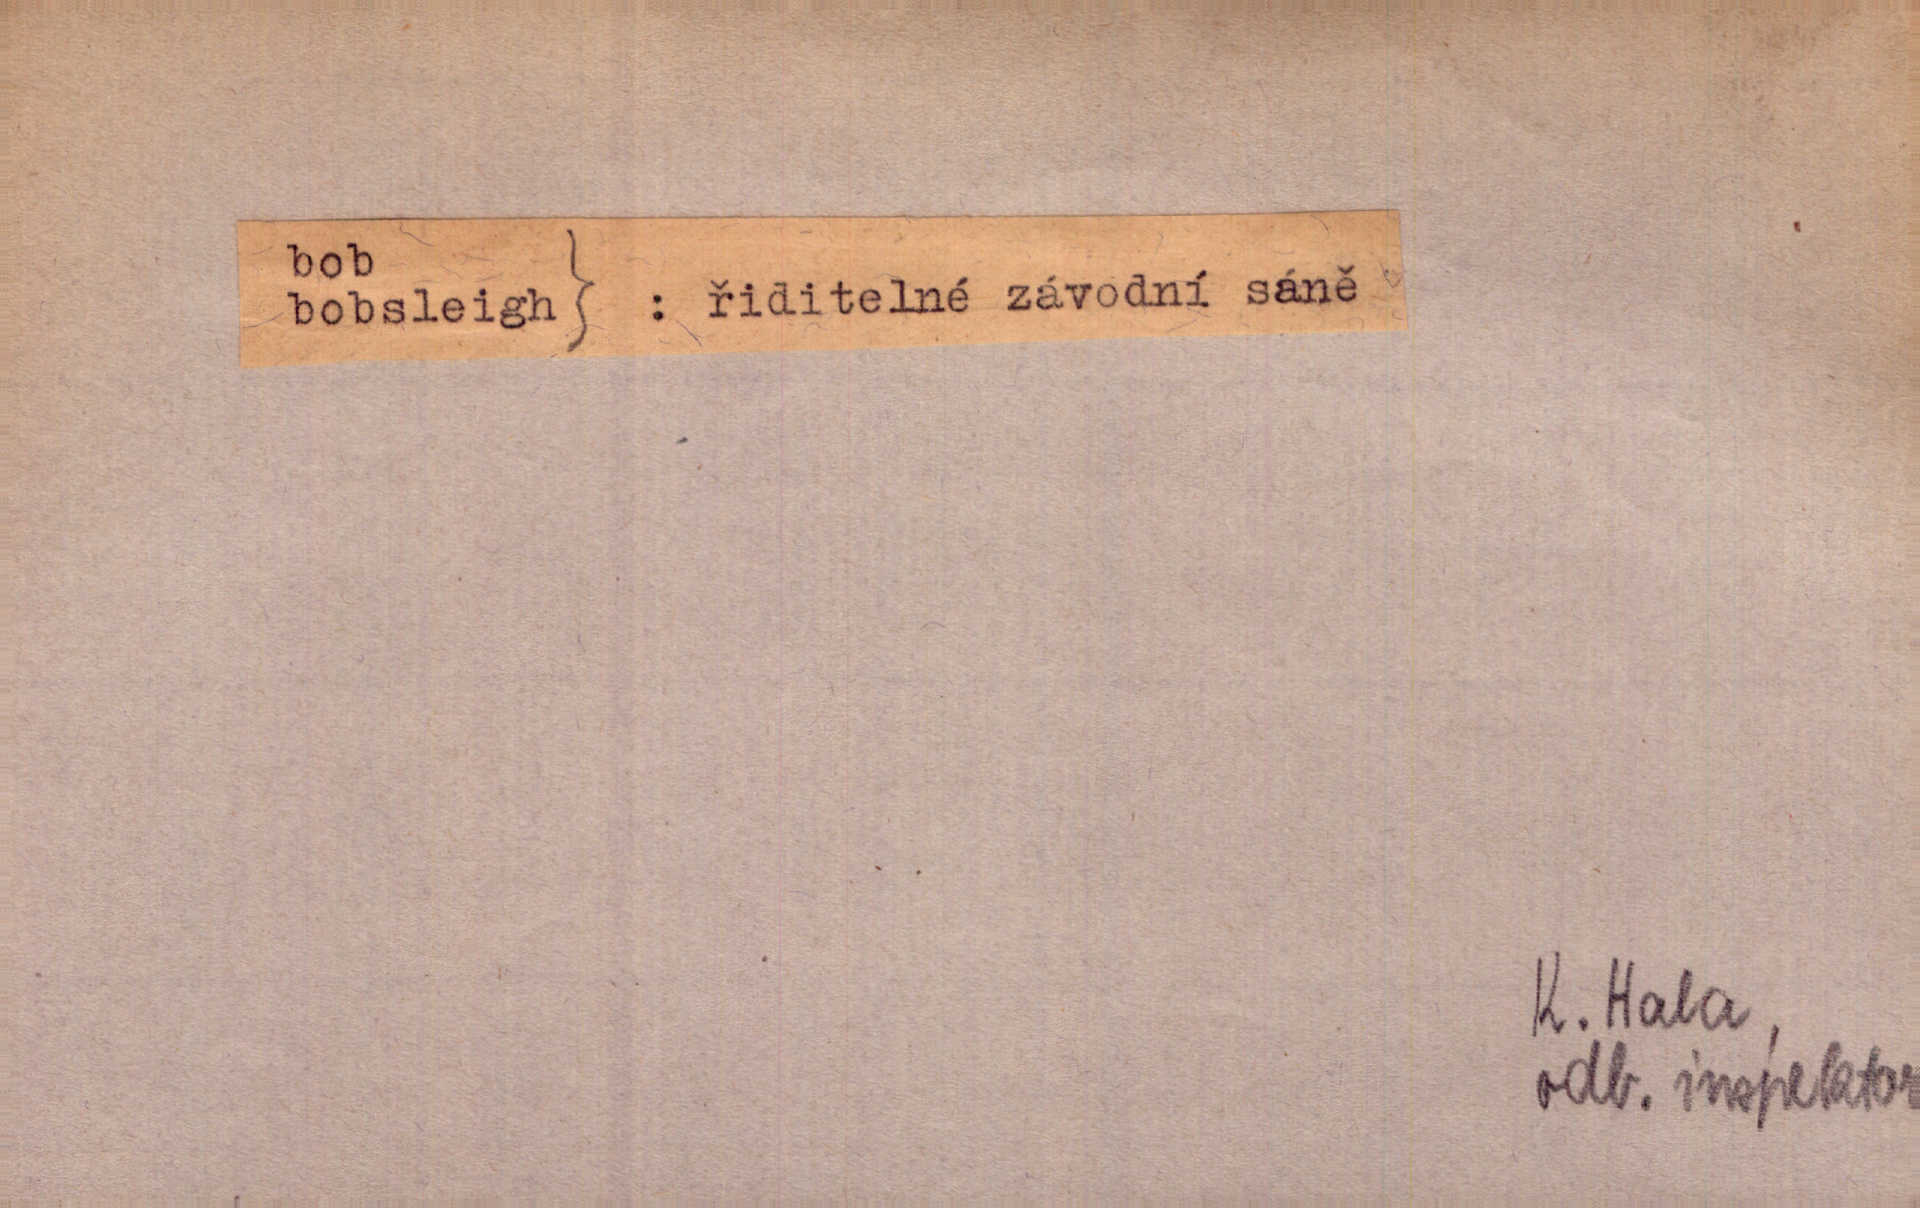 bob
bobsleigh } : řiditelné závodní sáně
K. Hala,
odb. inspektor